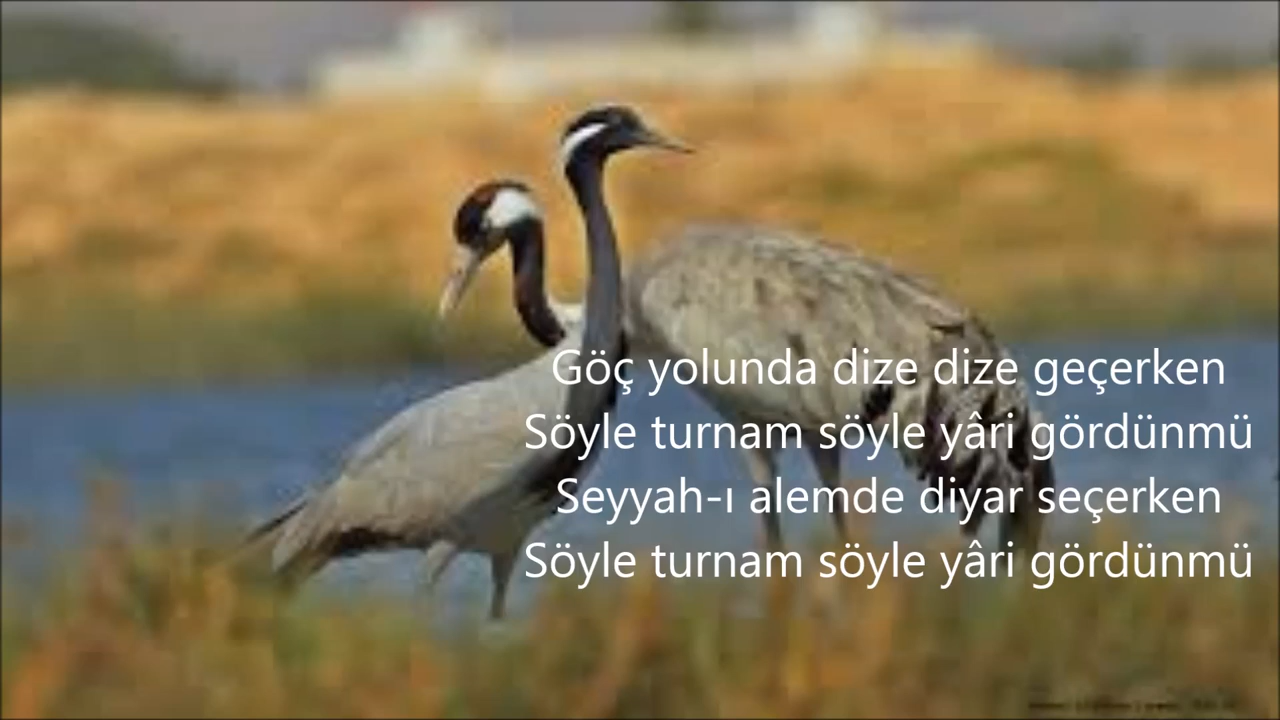 Göç yolunda dize dize geçerken
Söyle turnam söyle yâri gördünmü
Seyyah-ı alemde diyar seçerken
Söyle turnam söyle yâri gördünmü